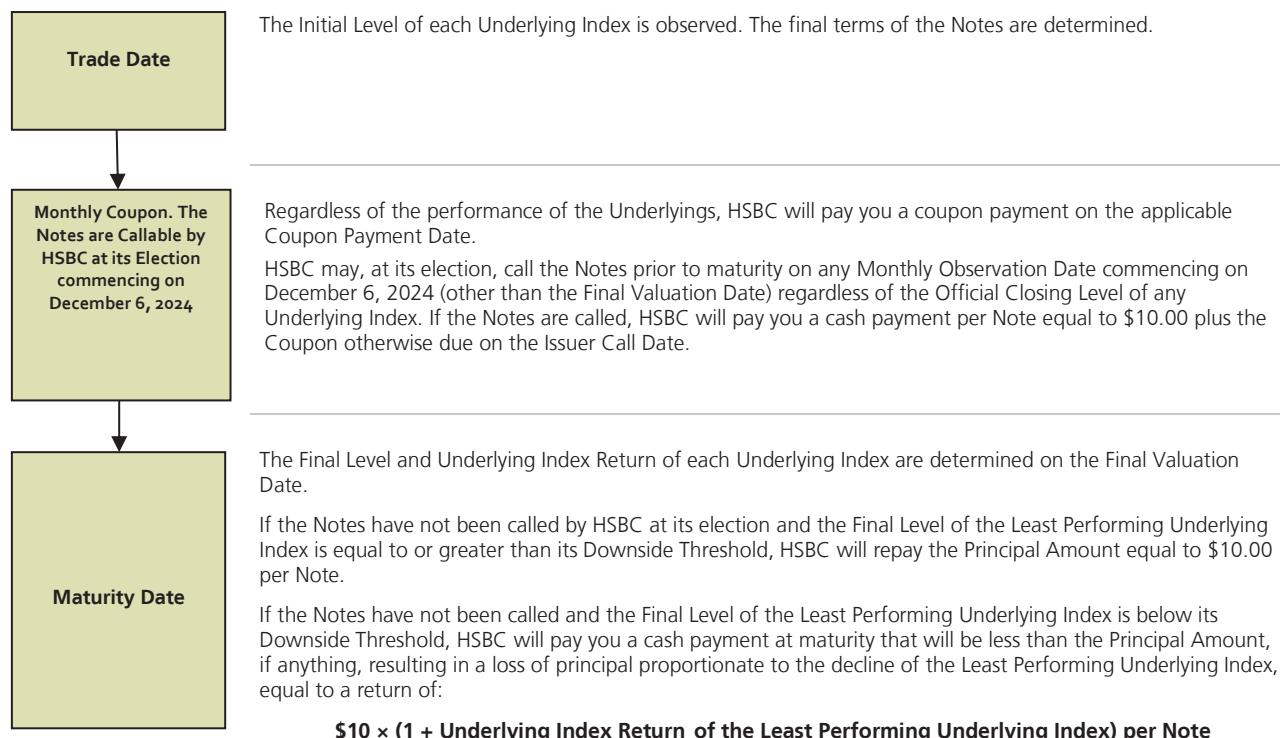 Trade Date
The Initial Level of each Underlying Index is observed. The final terms of the Notes are determined.
Monthly Coupon. The
Notes are Callable by
HSBC at its Election
commencing on
December 6, 2024
Regardless of the performance of the Underlyings, HSBC will pay you a coupon payment on the applicable
Coupon Payment Date.
HSBC may, at its election, call the Notes prior to maturity on any Monthly Observation Date commencing on
December 6, 2024 (other than the Final Valuation Date) regardless of the Official Closing Level of any
Underlying Index. If the Notes are called, HSBC will pay you a cash payment per Note equal to $10.00 plus the
Coupon otherwise due on the Issuer Call Date.
Maturity Date
The Final Level and Underlying Index Return of each Underlying Index are determined on the Final Valuation
Date.
If the Notes have not been called by HSBC at its election and the Final Level of the Least Performing Underlying
Index is equal to or greater than its Downside Threshold, HSBC will repay the Principal Amount equal to $10.00
per Note.
If the Notes have not been called and the Final Level of the Least Performing Underlying Index is below its
Downside Threshold, HSBC will pay you a cash payment at maturity that will be less than the Principal Amount,
if anything, resulting in a loss of principal proportionate to the decline of the Least Performing Underlying Index,
equal to a return of:
$10 × (1 + Underlying Index Return of the Least Performing Underlying Index) per Note